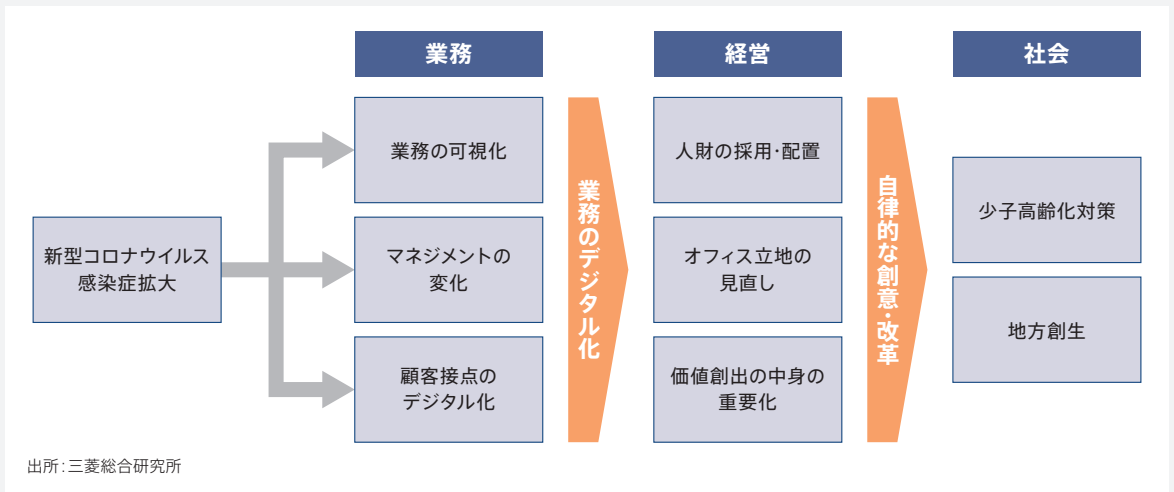 業務
経営
社会
新型コロナウイルス
感染症拡大
業務の可視化
マネジメントの
変化
顧客接点の
デジタル化
業務のデジタル化
人財の採用・配置
オフィス立地の
見直し
価値創出の中身の
重要化
自律的な創意・改革
少子高齢化対策
地方創生
出所:三菱総合研究所